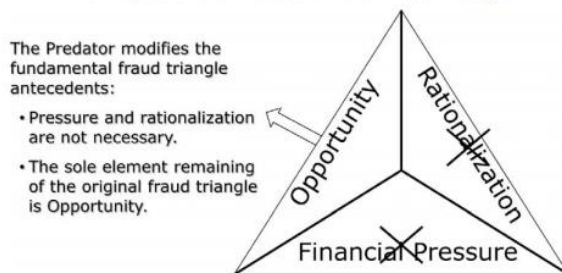 The Predator modifies the
fundamental fraud triangle
antecedents:
• Pressure and rationalization
are not necessary.
• The sole element remaining
of the original fraud triangle
is Opportunity.
Opportunity
Rationalization
Financial Pressure